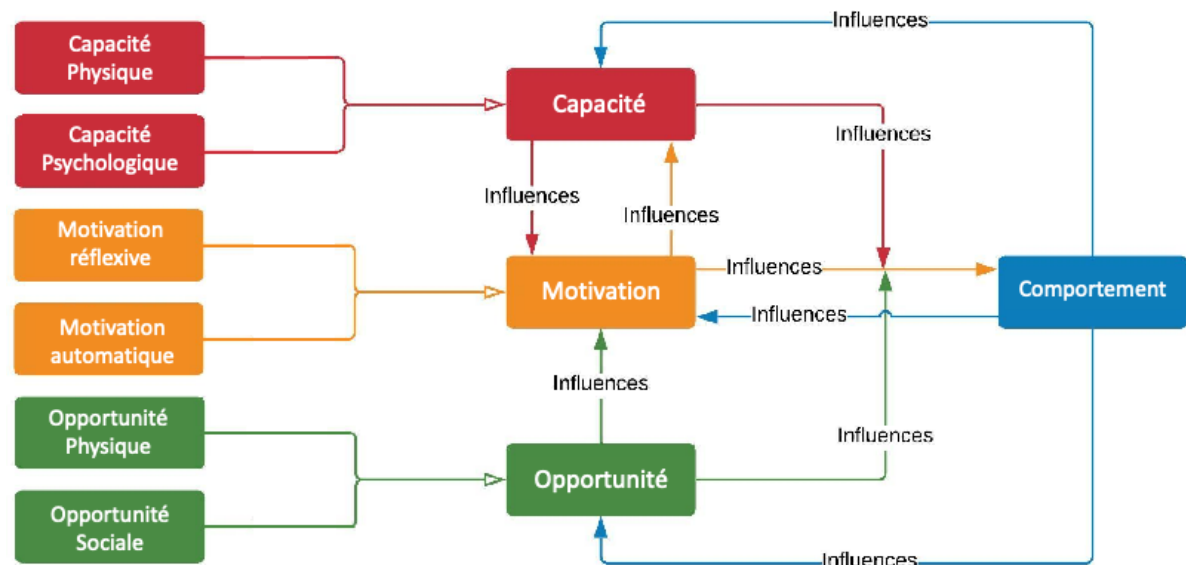 Capacité
Physique
Capacité
Psychologique
Motivation
réflexive
Motivation
automatique
Opportunité
Physique
Opportunité
Sociale
Influences
Capacité
Influences
Influences
Influences
Motivation
Influences
Comportement
Influences
Influences
Influences
Opportunité
Influences